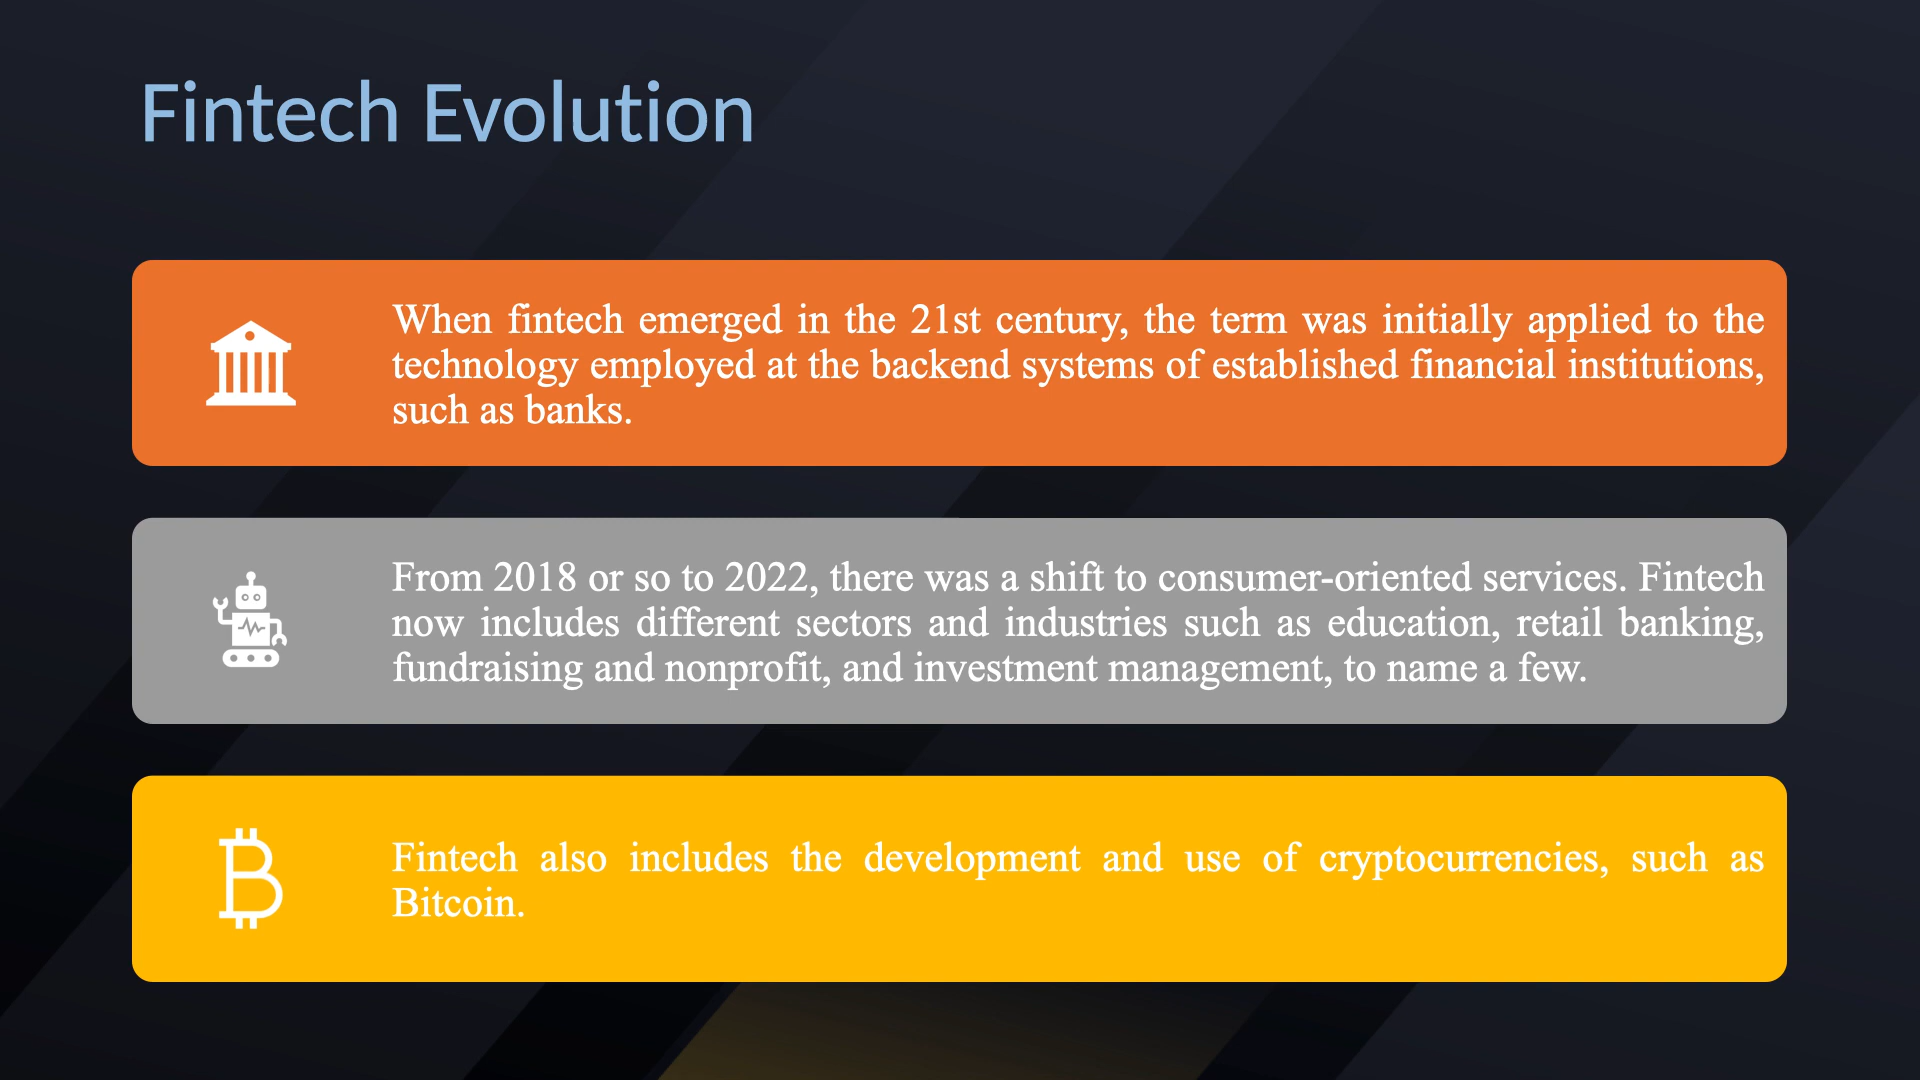 Fintech Evolution
When fintech emerged in the 21st century, the term was initially applied to the
technology employed at the backend systems of established financial institutions,
such as banks.
From 2018 or so to 2022, there was a shift to consumer-oriented services. Fintech
now includes different sectors and industries such as education, retail banking,
fundraising and nonprofit, and investment management, to name a few.
Fintech also includes the development and use of cryptocurrencies, such as
Bitcoin.